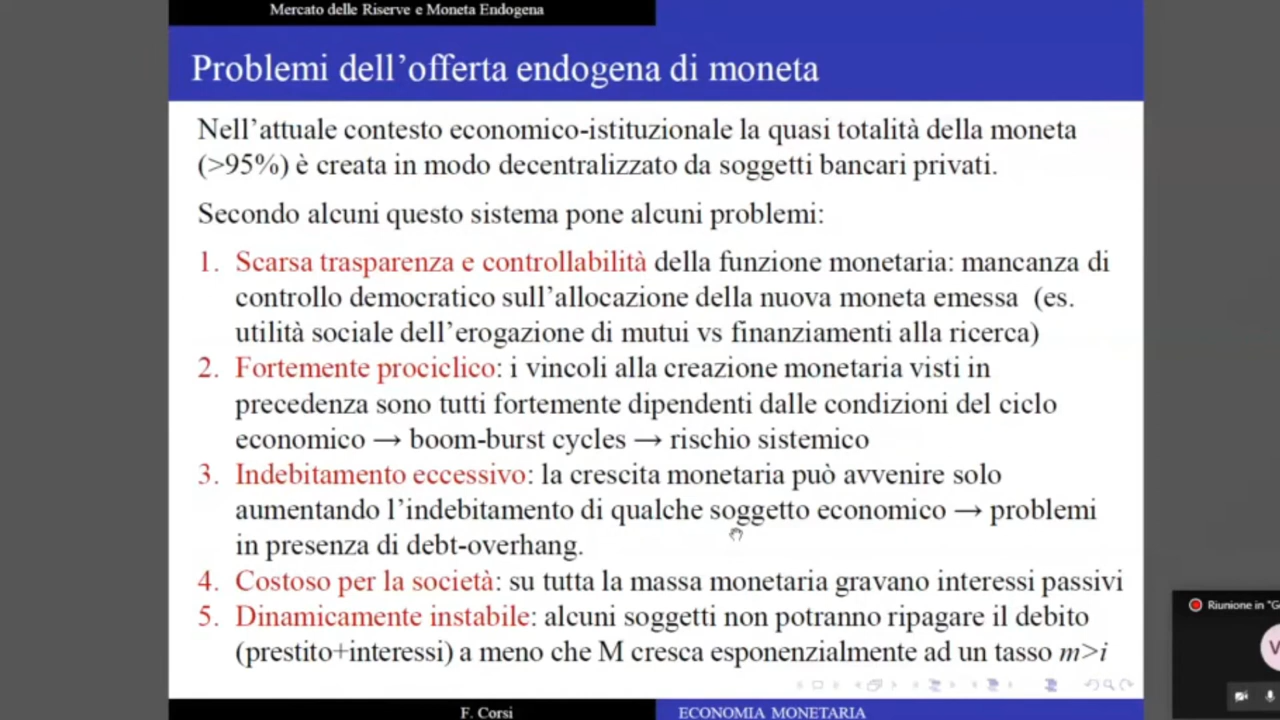 Mercato delle Riserve e Moneta Endogena
Problemi dell'offerta endogena di moneta
Nell'attuale contesto economico-istituzionale la quasi totalità della moneta
(>95%) è creata in modo decentralizzato da soggetti bancari privati.
Secondo alcuni questo sistema pone alcuni problemi:
1. Scarsa trasparenza e controllabilità della funzione monetaria: mancanza di
controllo democratico sull'allocazione della nuova moneta emessa (es.
utilità sociale dell'erogazione di mutui vs finanziamenti alla ricerca)
2. Fortemente prociclico: i vincoli alla creazione monetaria visti in
precedenza sono tutti fortemente dipendenti dalle condizioni del ciclo
economico → boom-burst cycles → rischio sistemico
3. Indebitamento eccessivo: la crescita monetaria può avvenire solo
aumentando l'indebitamento di qualche soggetto economico → problemi
in presenza di debt-overhang.
4. Costoso per la società: su tutta la massa monetaria gravano interessi passivi
5. Dinamicamente instabile: alcuni soggetti non potranno ripagare il debito
(prestito+interessi) a meno che M cresca esponenzialmente ad un tasso m>i
Riunione in "G
V
F. Corsi
ECONOMIA MONETARIA